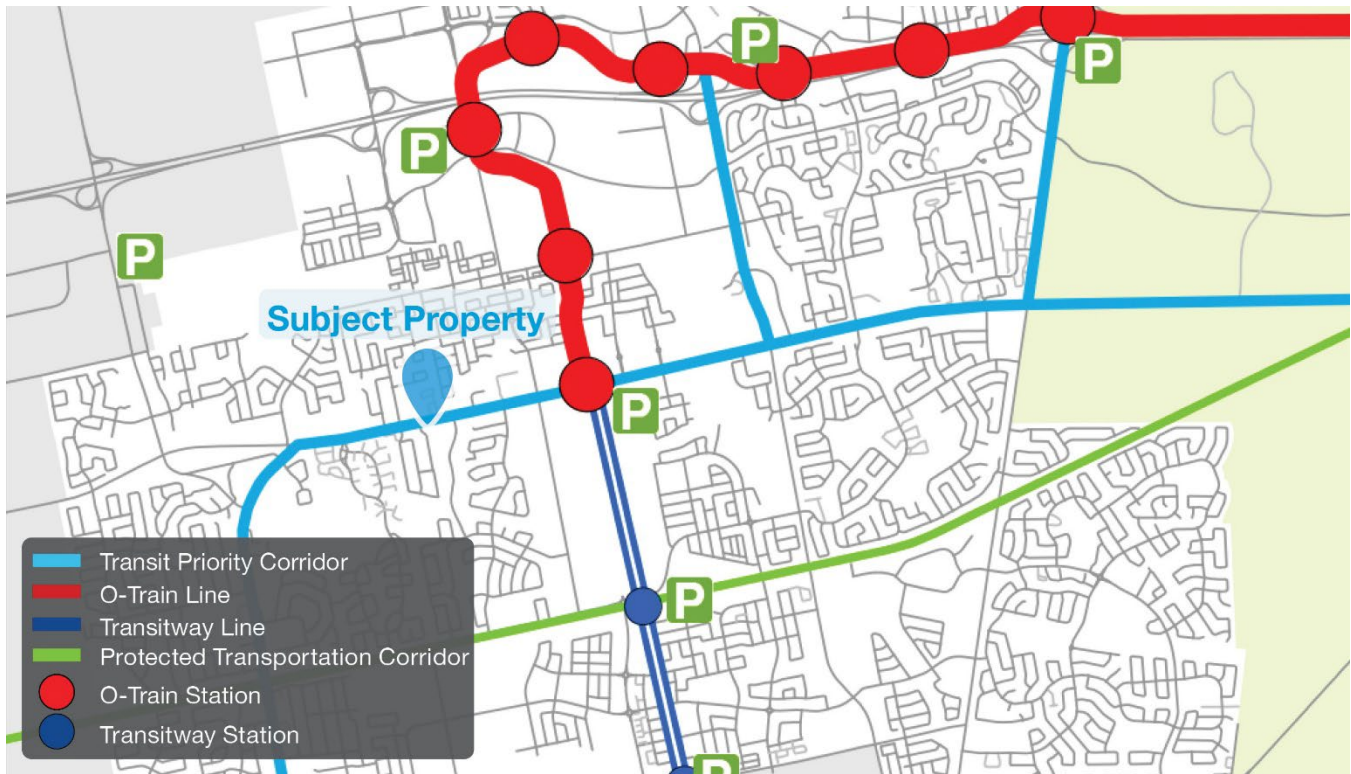 P
P
P
P
Subject Property
P
P
P
Transit Priority Corridor
O-Train Line
Transitway Line
Protected Transportation Corridor
O-Train Station
Transitway Station